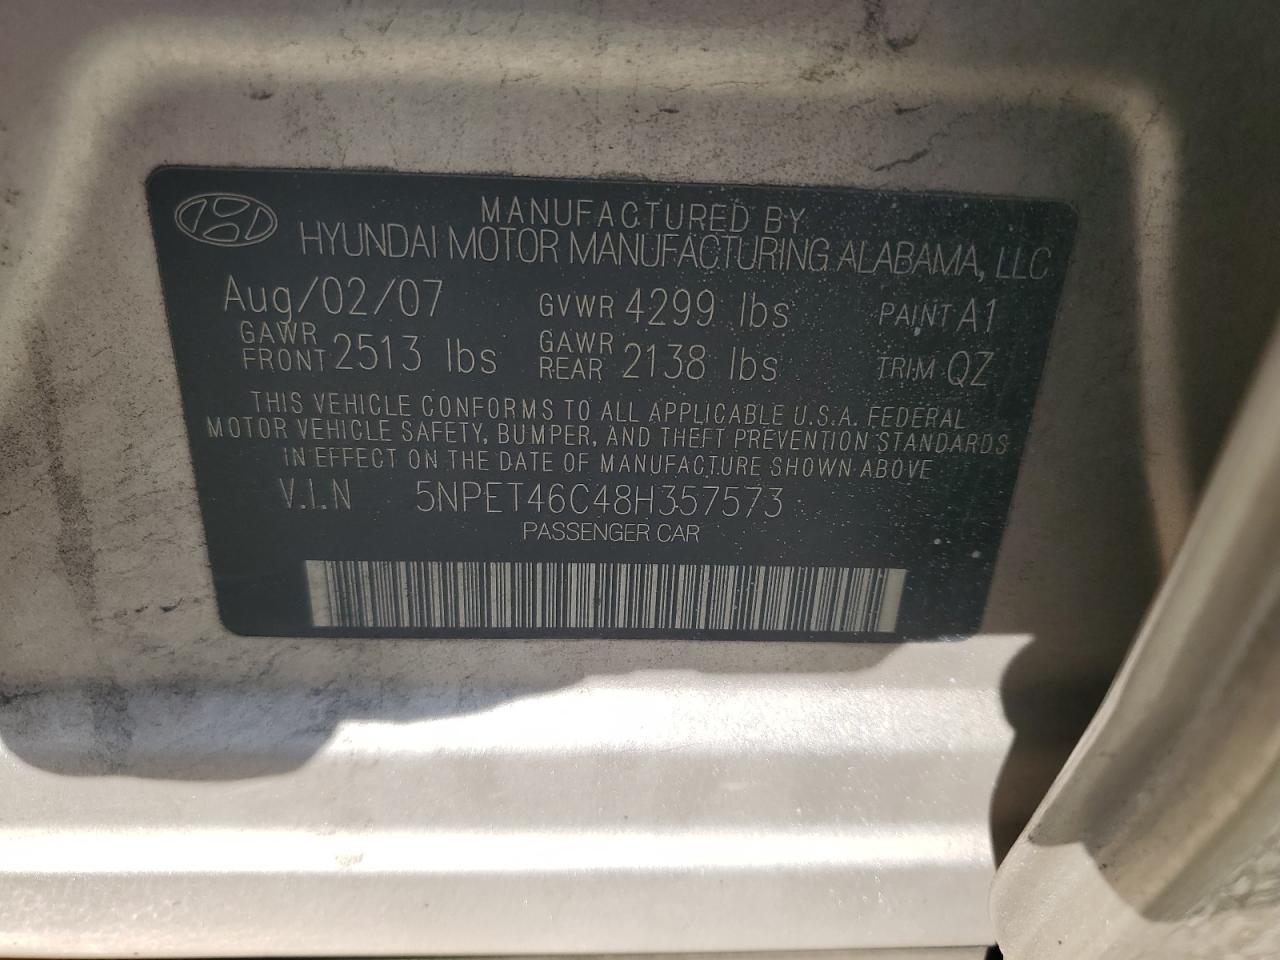 MANUFACTURED BY
HYUNDAI MOTOR MANUFACTURING ALABAMA, LLC
Aug/02/07 GVWR 4299 lbs PAINT A1
GAWR FRONT 2513 lbs GAWR REAR 2138 lbs TRIM QZ
THIS VEHICLE CONFORMS TO ALL APPLICABLE U.S.A. FEDERAL
MOTOR VEHICLE SAFETY, BUMPER, AND THEFT PREVENTION STANDARDS
IN EFFECT ON THE DATE OF MANUFACTURE SHOWN ABOVE
V.I.N 5NPET46C48H357573
PASSENGER CAR